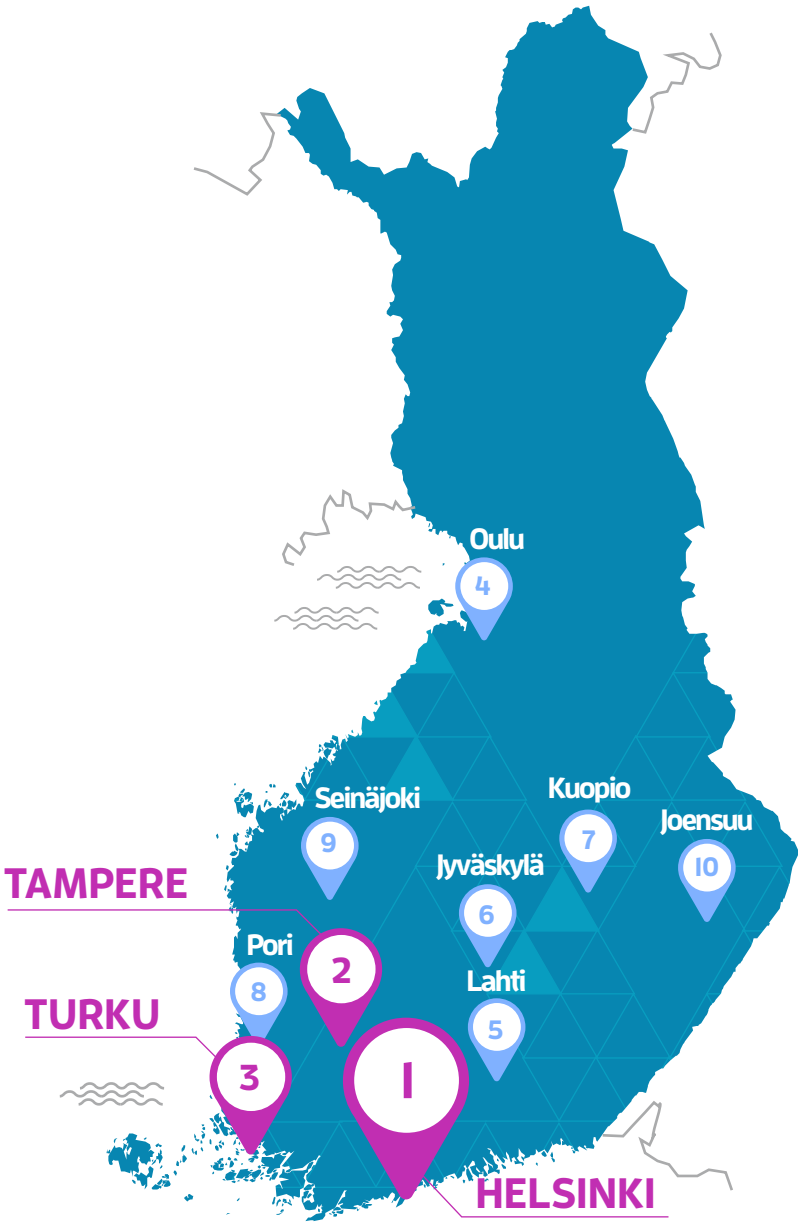 Oulu
4
Seinäjoki
9
Kuopio
7
Joensuu
10
Jyväskylä
6
TAMPERE
2
Pori
8
Lahti
5
TURKU
3
1
HELSINKI